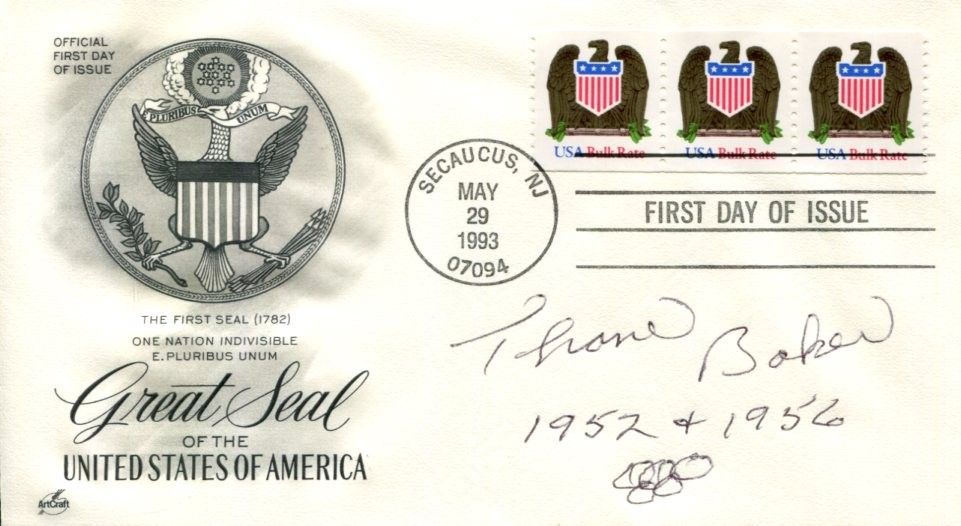 OFFICIAL
FIRST DAY
OF ISSUE
E PLURIBUS UNUM
THE FIRST SEAL (1782)
ONE NATION INDIVISIBLE
E. PLURIBUS UNUM
Great Seal
OF THE
UNITED STATES OF AMERICA
ArtCraft
USA Bulk Rate
USA Bulk Rate
USA Bulk Rate
SECAUCUS, NJ
MAY
29
1993
07094
FIRST DAY OF ISSUE
Thane Baker
1952 + 1956